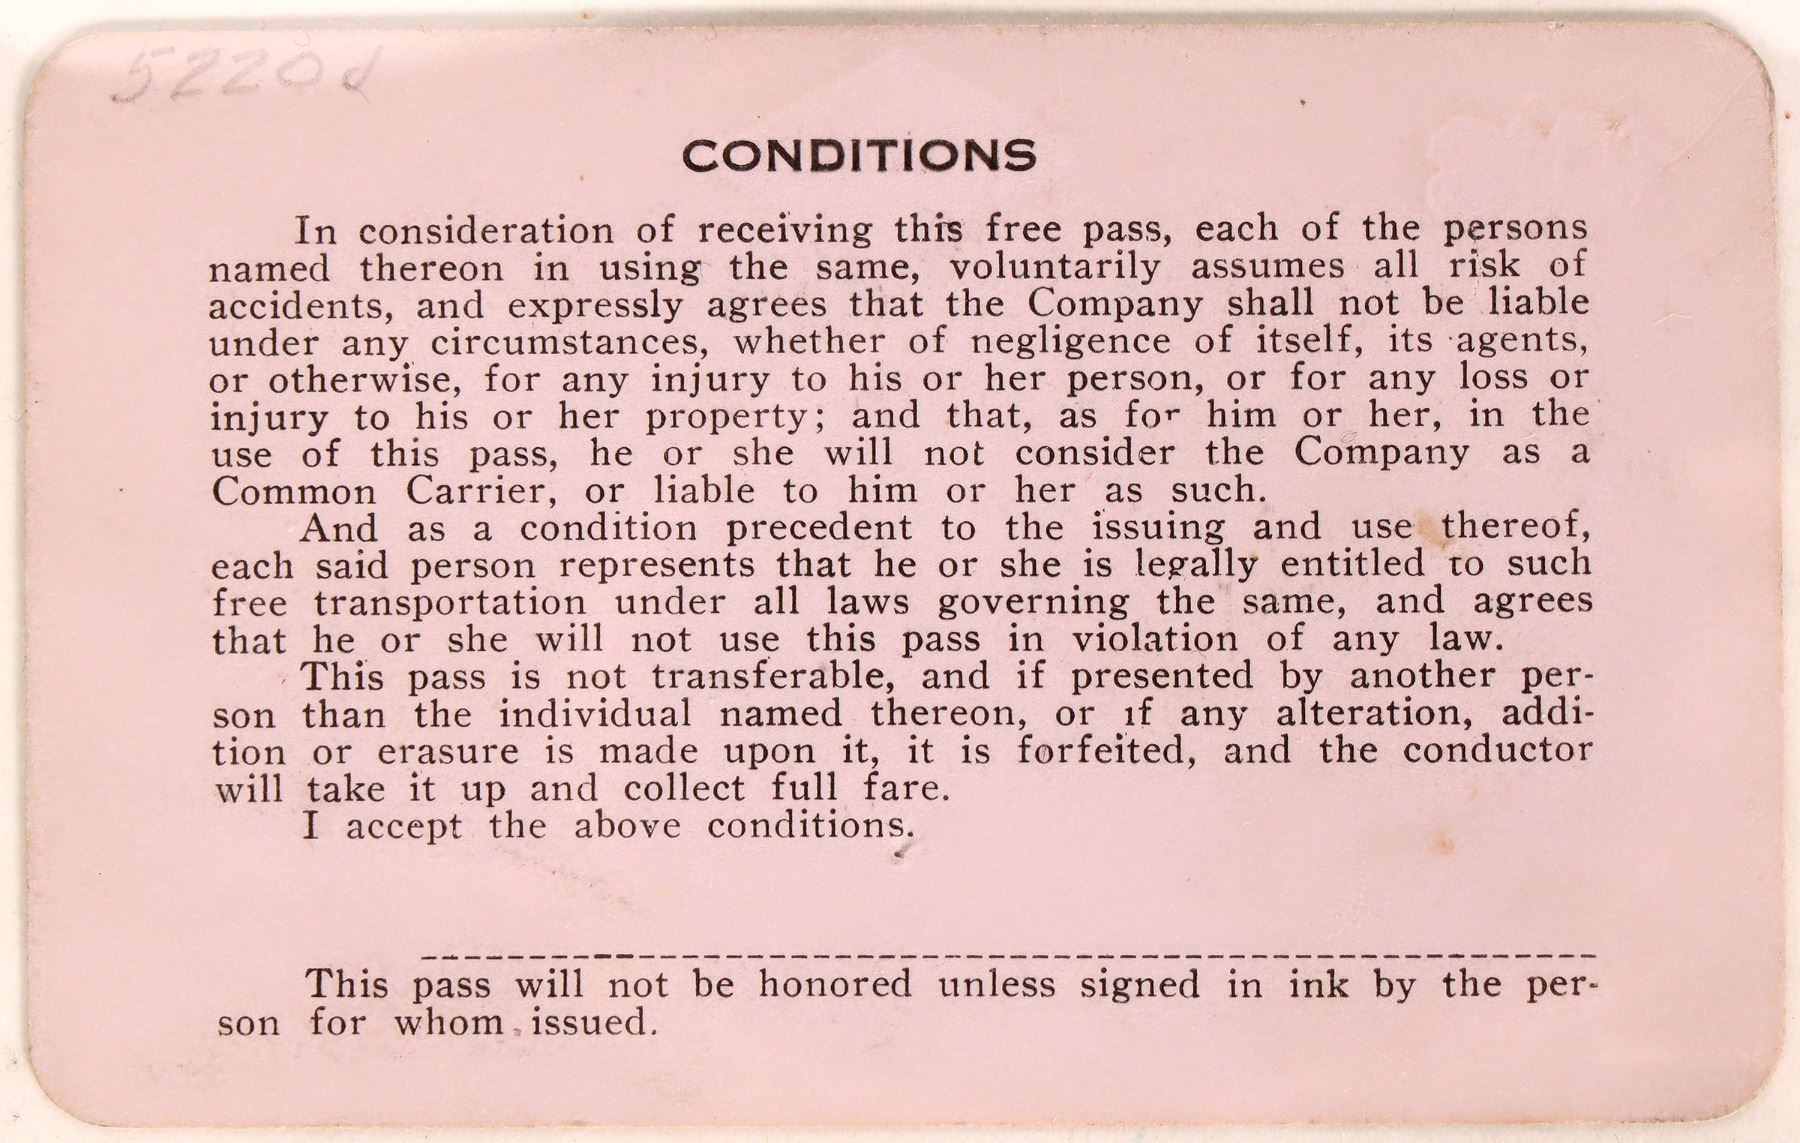 5220d
CONDITIONS
In consideration of receiving this free pass, each of the persons
named thereon in using the same, voluntarily assumes all risk of
accidents, and expressly agrees that the Company shall not be liable
under any circumstances, whether of negligence of itself, its agents,
or otherwise, for any injury to his or her person, or for any loss or
injury to his or her property; and that, as for him or her, in the
use of this pass, he or she will not consider the Company as a
Common Carrier, or liable to him or her as such.
And as a condition precedent to the issuing and use thereof,
each said person represents that he or she is legally entitled to such
free transportation under all laws governing the same, and agrees
that he or she will not use this pass in violation of any law.
This pass is not transferable, and if presented by another per-
son than the individual named thereon, or if any alteration, addi-
tion or erasure is made upon it, it is forfeited, and the conductor
will take it up and collect full fare.
I accept the above conditions.
This pass will not be honored unless signed in ink by the per-
son for whom issued.